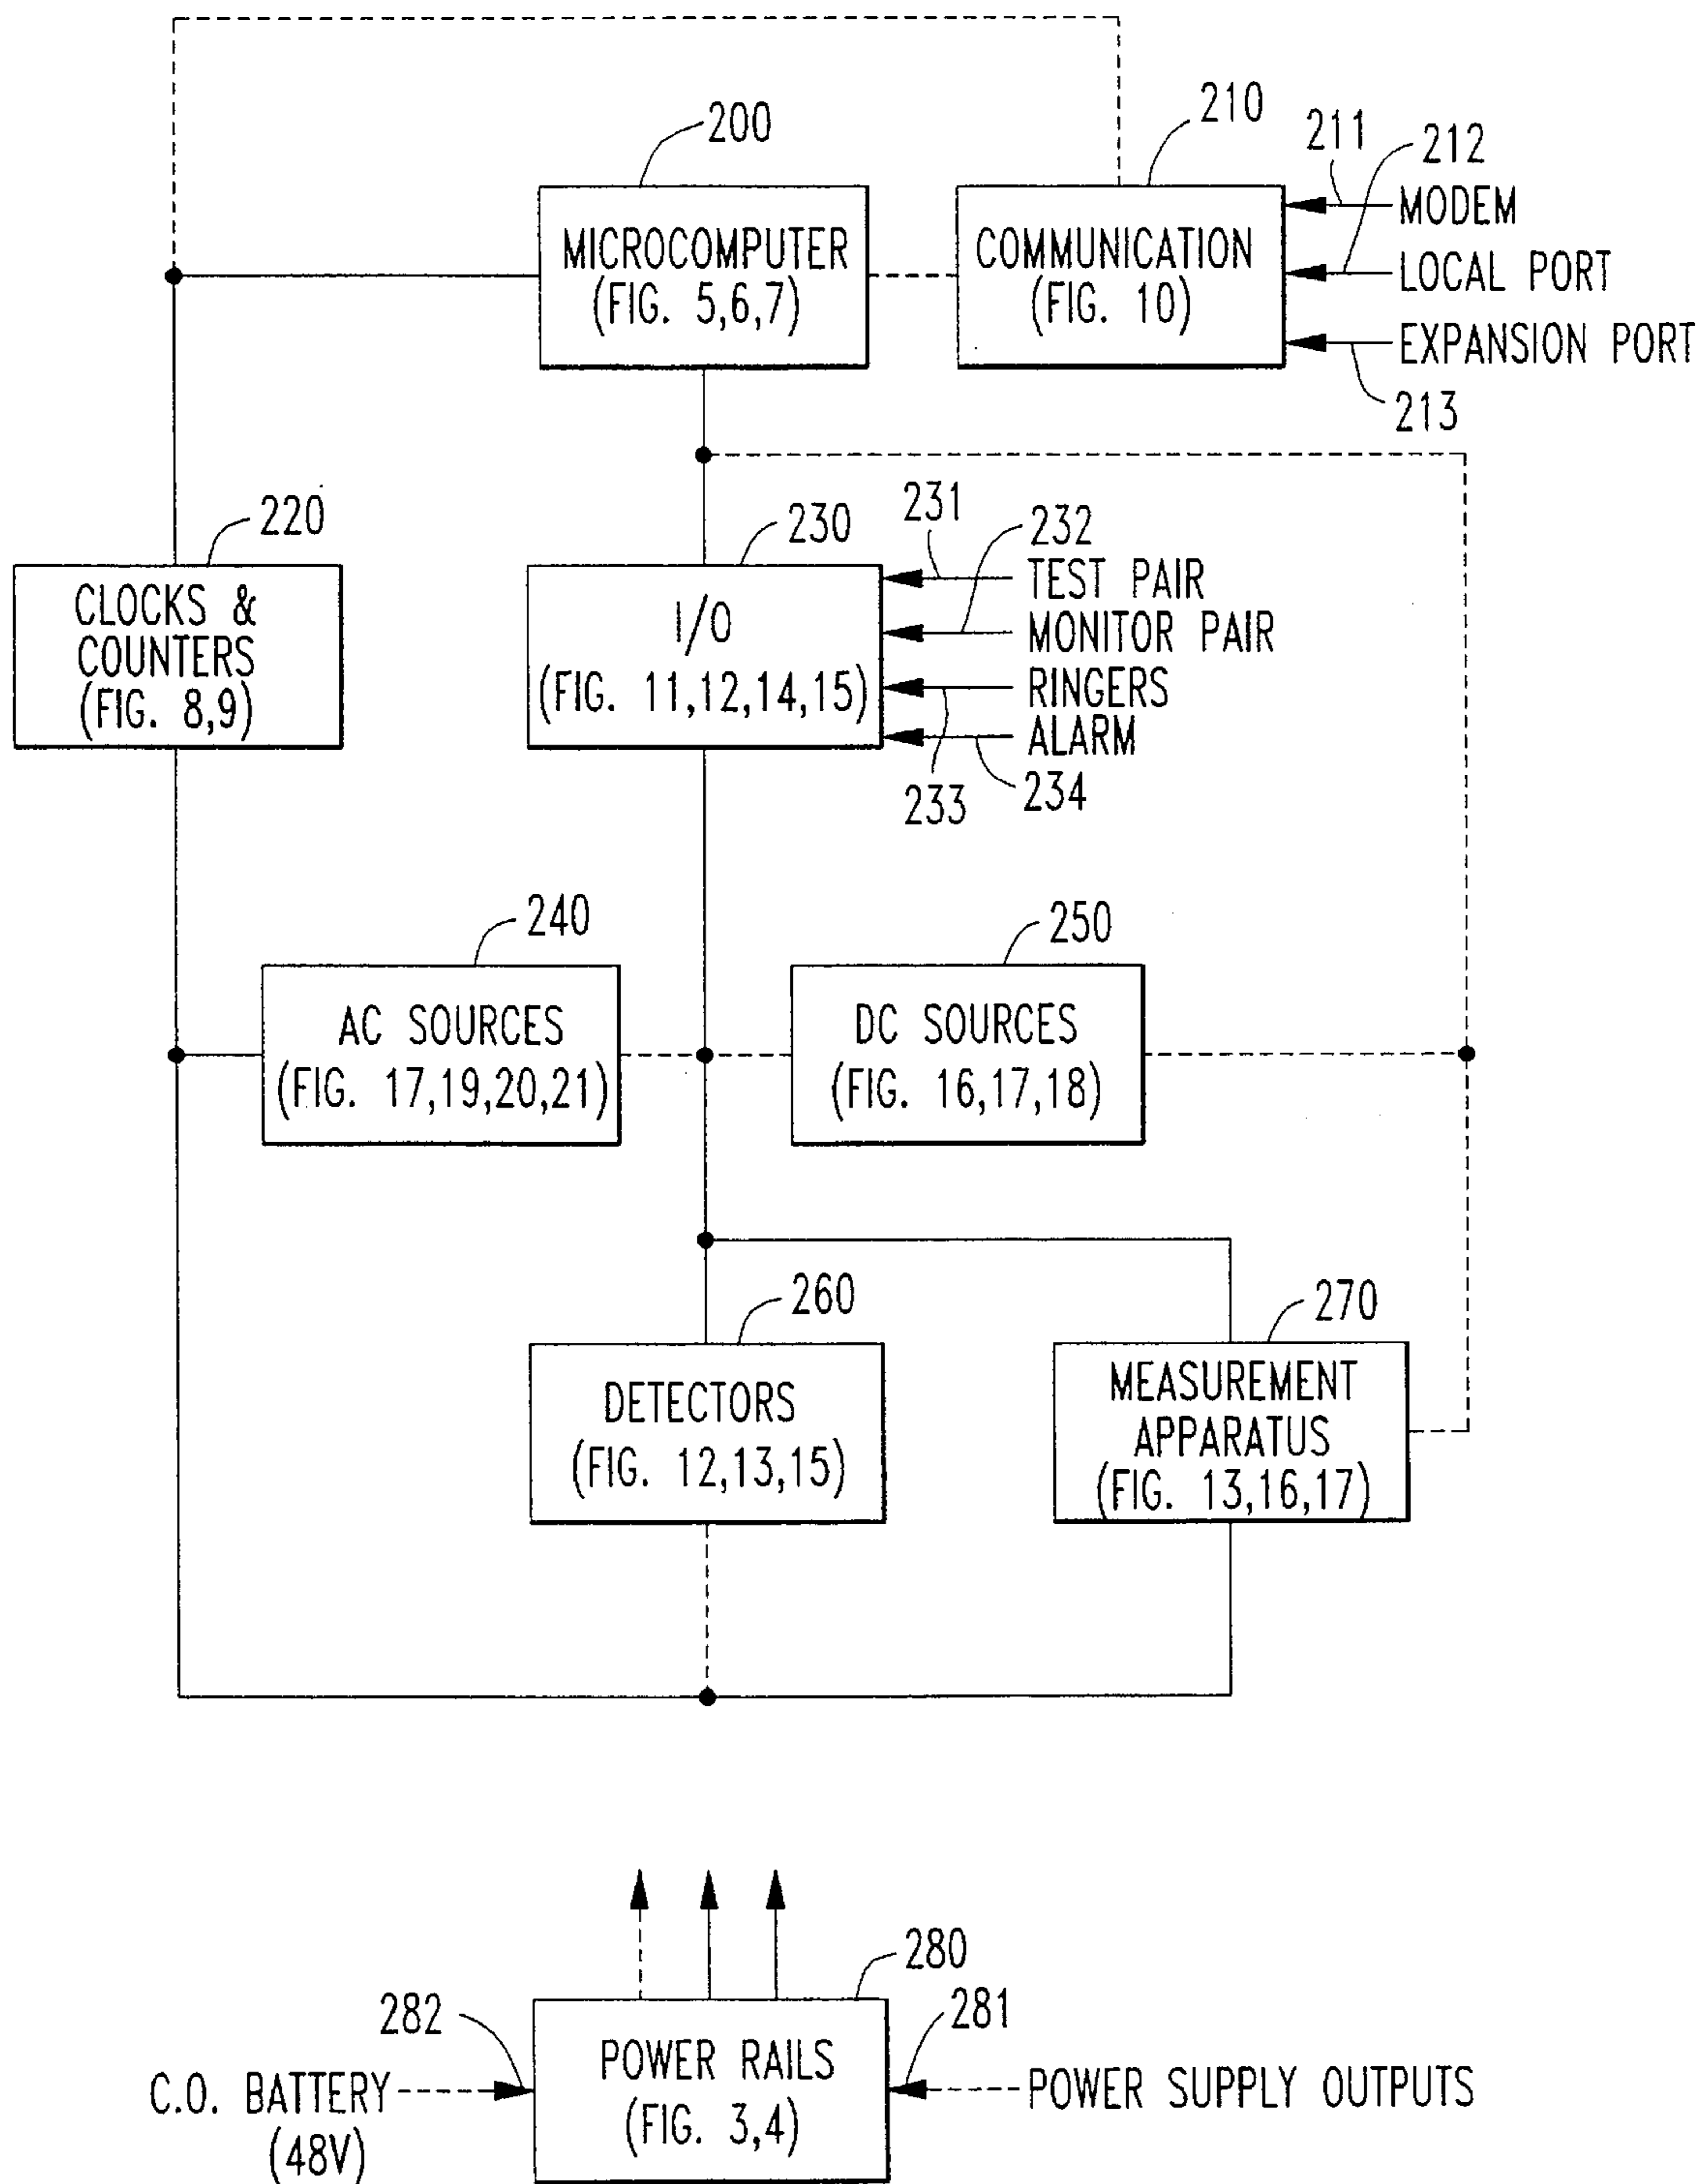 200
210
211
212
MICROCOMPUTER
(FIG. 5,6,7)
COMMUNICATION
(FIG. 10)
MODEM
LOCAL PORT
EXPANSION PORT
213
220
CLOCKS &
COUNTERS
(FIG. 8,9)
230
I/O
(FIG. 11,12,14,15)
231
232
TEST PAIR
MONITOR PAIR
RINGERS
ALARM
233
234
240
AC SOURCES
(FIG. 17,19,20,21)
250
DC SOURCES
(FIG. 16,17,18)
260
DETECTORS
(FIG. 12,13,15)
270
MEASUREMENT
APPARATUS
(FIG. 13,16,17)
280
282
281
C.O. BATTERY
(48V)
POWER RAILS
(FIG. 3,4)
POWER SUPPLY OUTPUTS